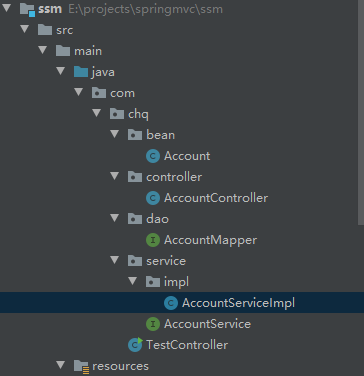 ssm E:\projects\springmvc\ssm
src
main
java
com
chq
bean
Account
controller
AccountController
dao
AccountMapper
service
impl
AccountServiceImpl
AccountService
TestController
resources